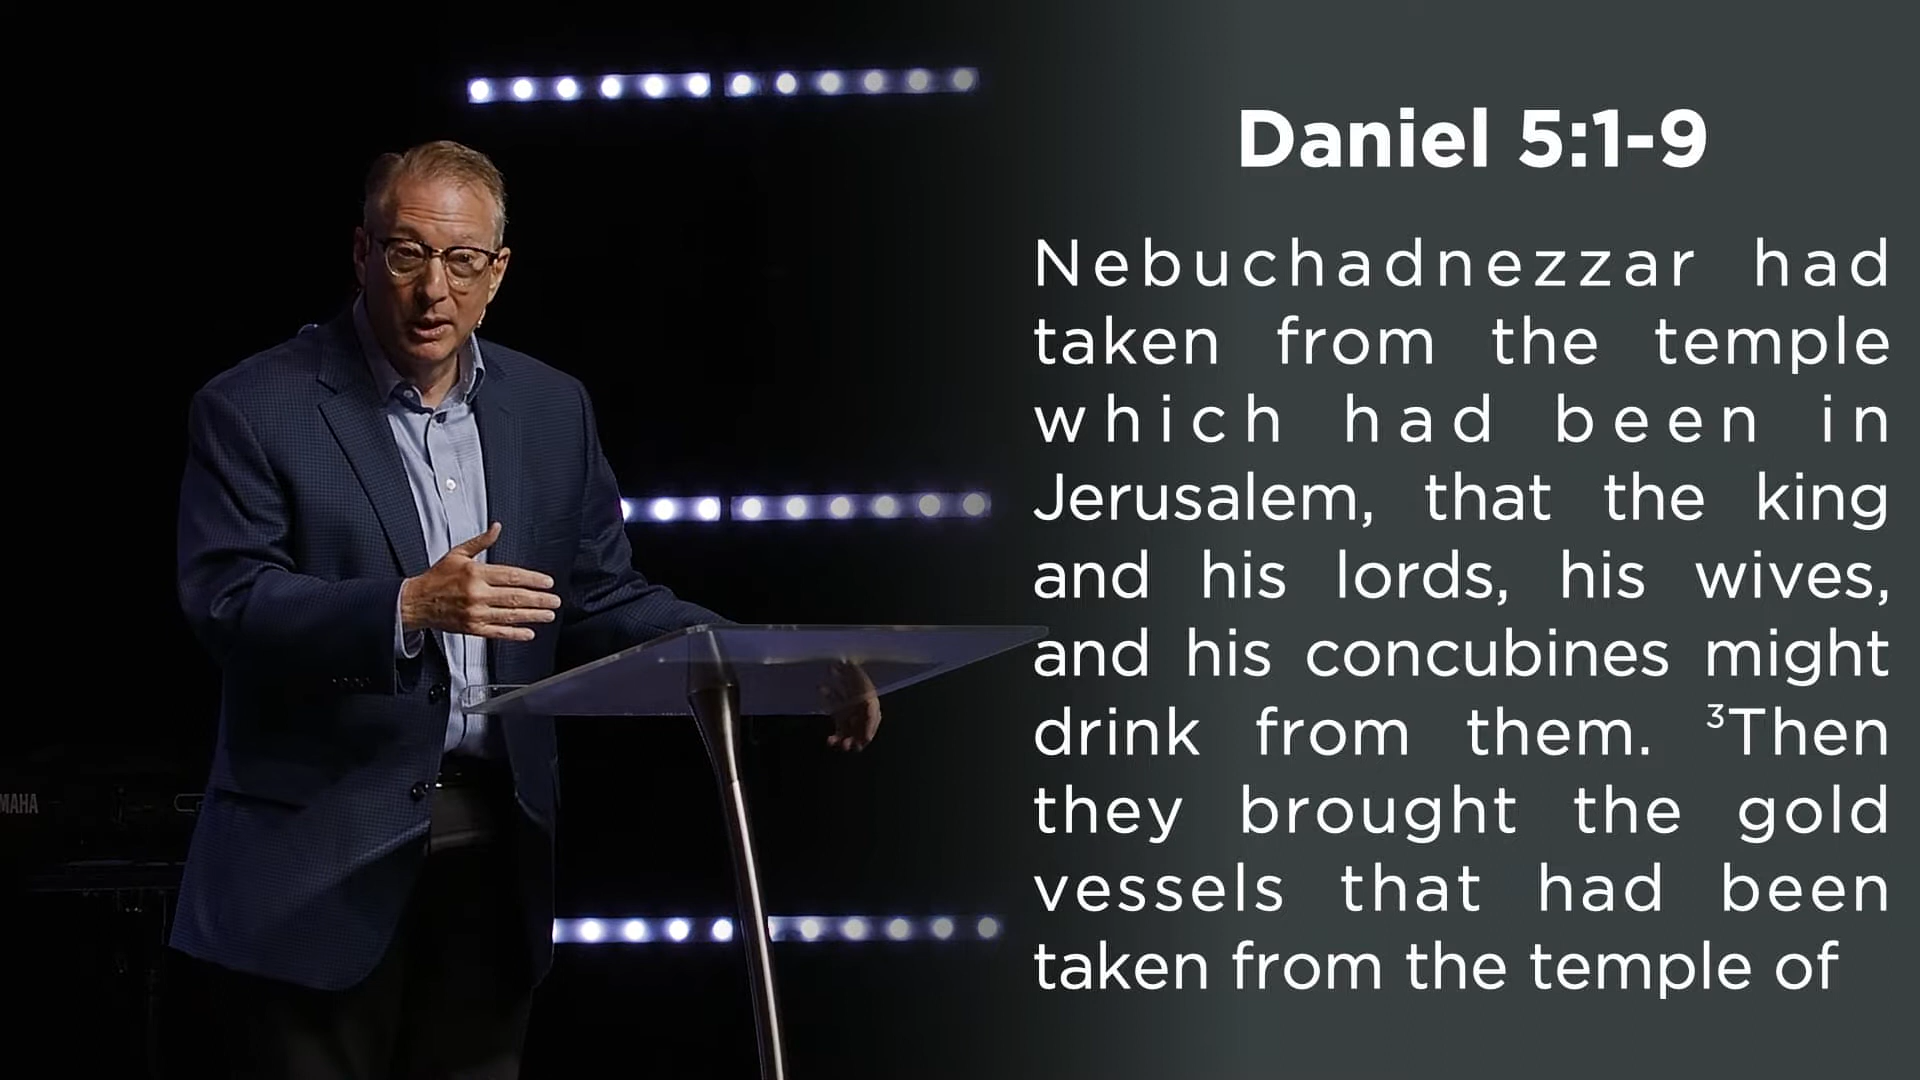 Daniel 5:1-9
Nebuchadnezzar had
taken from the temple
which had been in
Jerusalem, that the king
and his lords, his wives,
and his concubines might
drink from them. ³Then
they brought the gold
vessels that had been
taken from the temple of
MAHA